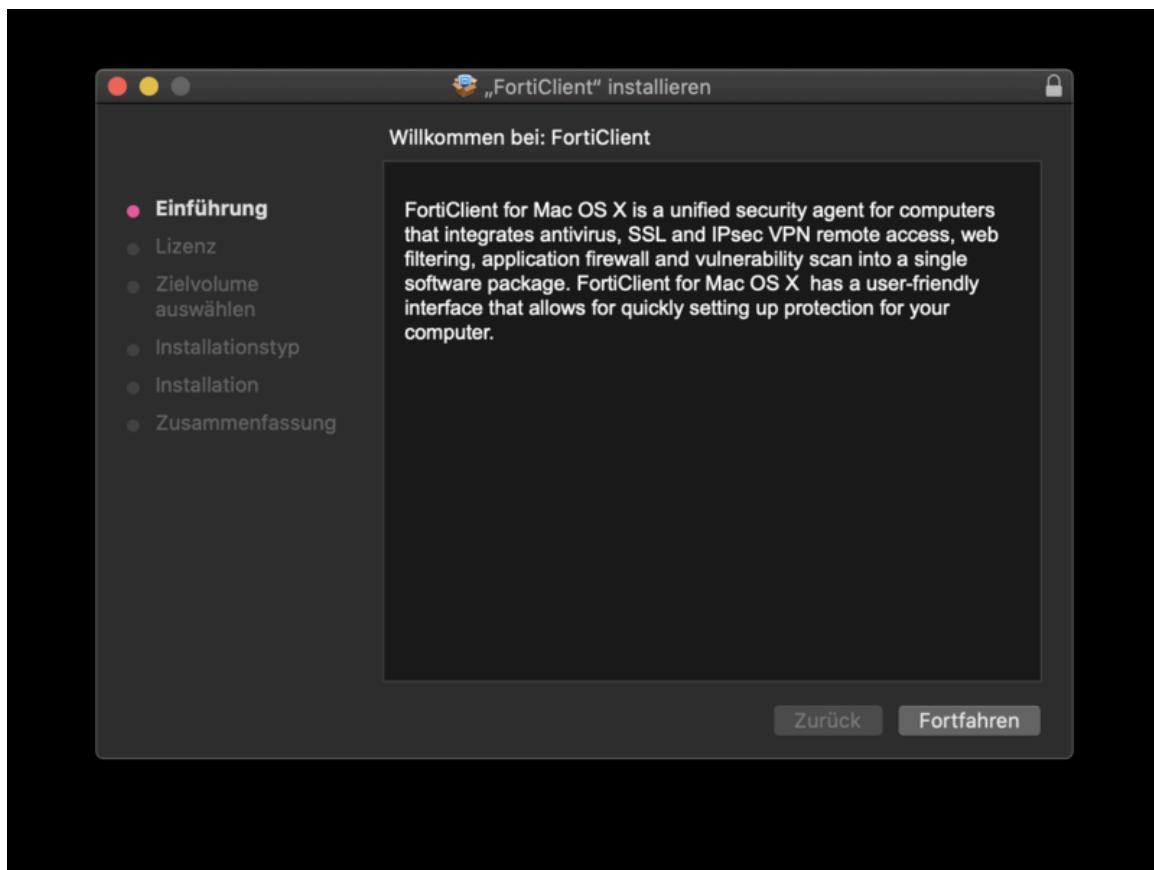 „FortiClient“ installieren
Willkommen bei: FortiClient
Einführung
Lizenz
Zielvolume
auswählen
Installationstyp
Installation
Zusammenfassung
FortiClient for Mac OS X is a unified security agent for computers
that integrates antivirus, SSL and IPsec VPN remote access, web
filtering, application firewall and vulnerability scan into a single
software package. FortiClient for Mac OS X  has a user-friendly
interface that allows for quickly setting up protection for your
computer.
Zurück
Fortfahren